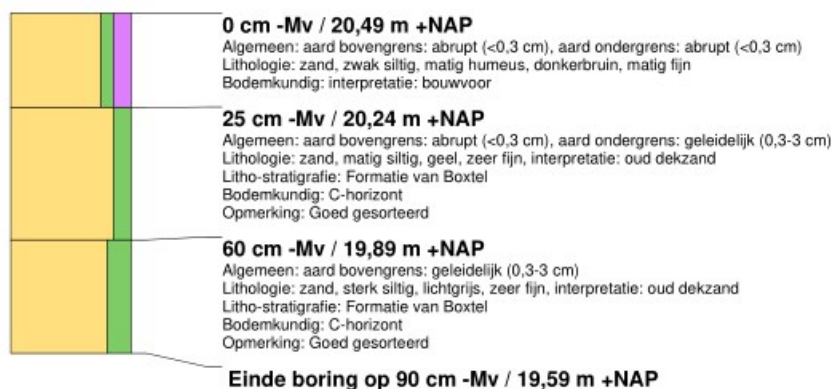 0 cm -Mv / 20,49 m +NAP
Algemeen: aard bovengrens: abrupt (<0,3 cm), aard ondergrens: abrupt (<0,3 cm)
Lithologie: zand, zwak siltig, matig humeus, donkerbruin, matig fijn
Bodemkundig: interpretatie: bouwvoor
25 cm -Mv / 20,24 m +NAP
Algemeen: aard bovengrens: abrupt (<0,3 cm), aard ondergrens: geleidelijk (0,3-3 cm)
Lithologie: zand, matig siltig, geel, zeer fijn, interpretatie: oud dekzand
Litho-stratigrafie: Formatie van Boxtel
Bodemkundig: C-horizont
Opmerking: Goed gesorteerd
60 cm -Mv / 19,89 m +NAP
Algemeen: aard bovengrens: geleidelijk (0,3-3 cm)
Lithologie: zand, sterk siltig, lichtgrijs, zeer fijn, interpretatie: oud dekzand
Litho-stratigrafie: Formatie van Boxtel
Bodemkundig: C-horizont
Opmerking: Goed gesorteerd
Einde boring op 90 cm -Mv / 19,59 m +NAP